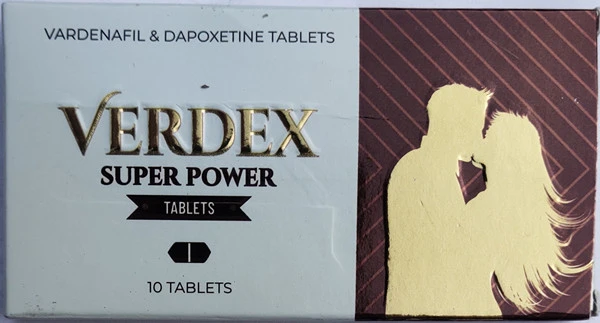 VARDENAFIL & DAPOXETINE TABLETS
VERDEX
SUPER POWER
TABLETS
10 TABLETS